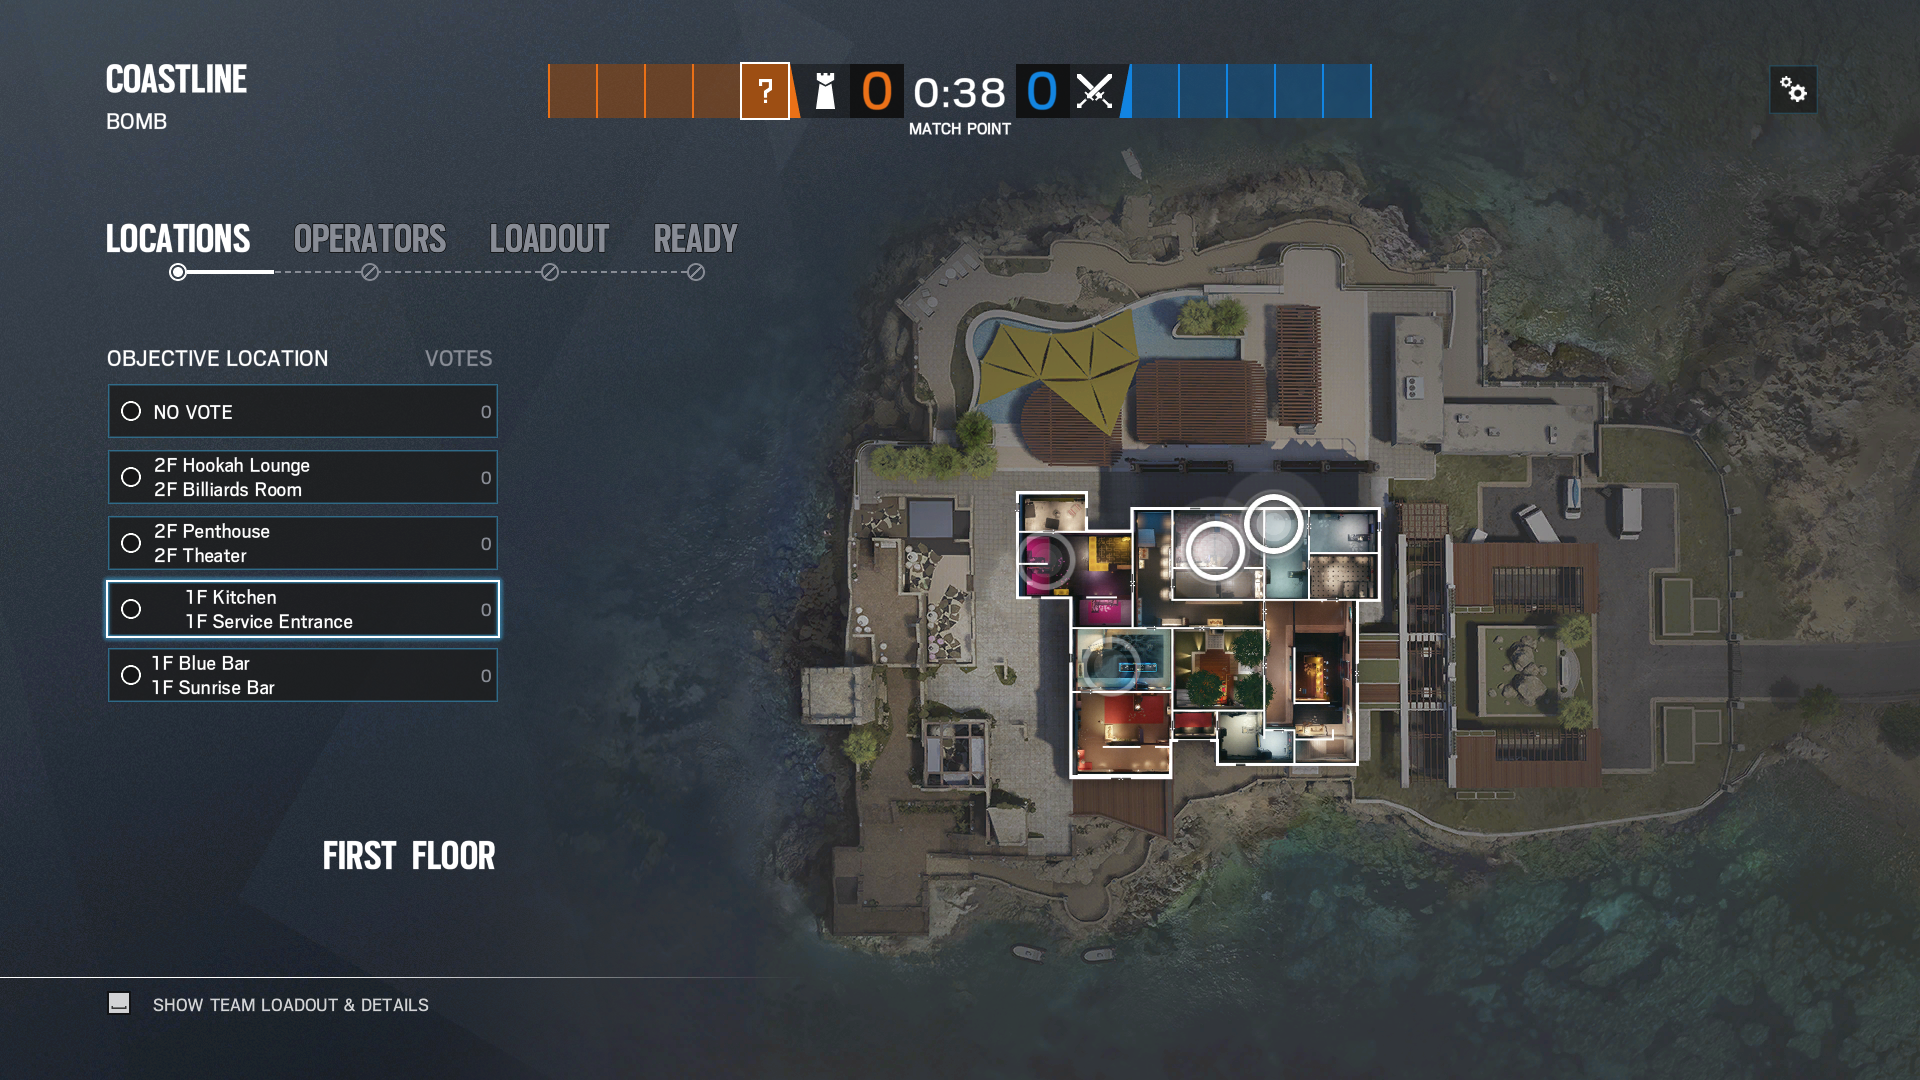 COASTLINE
BOMB
?
0
0:38
0
MATCH POINT
LOCATIONS
OPERATORS
LOADOUT
READY
OBJECTIVE LOCATION
VOTES
NO VOTE
0
2F Hookah Lounge
2F Billiards Room
0
2F Penthouse
2F Theater
0
1F Kitchen
1F Service Entrance
0
1F Blue Bar
1F Sunrise Bar
0
FIRST FLOOR
SHOW TEAM LOADOUT & DETAILS